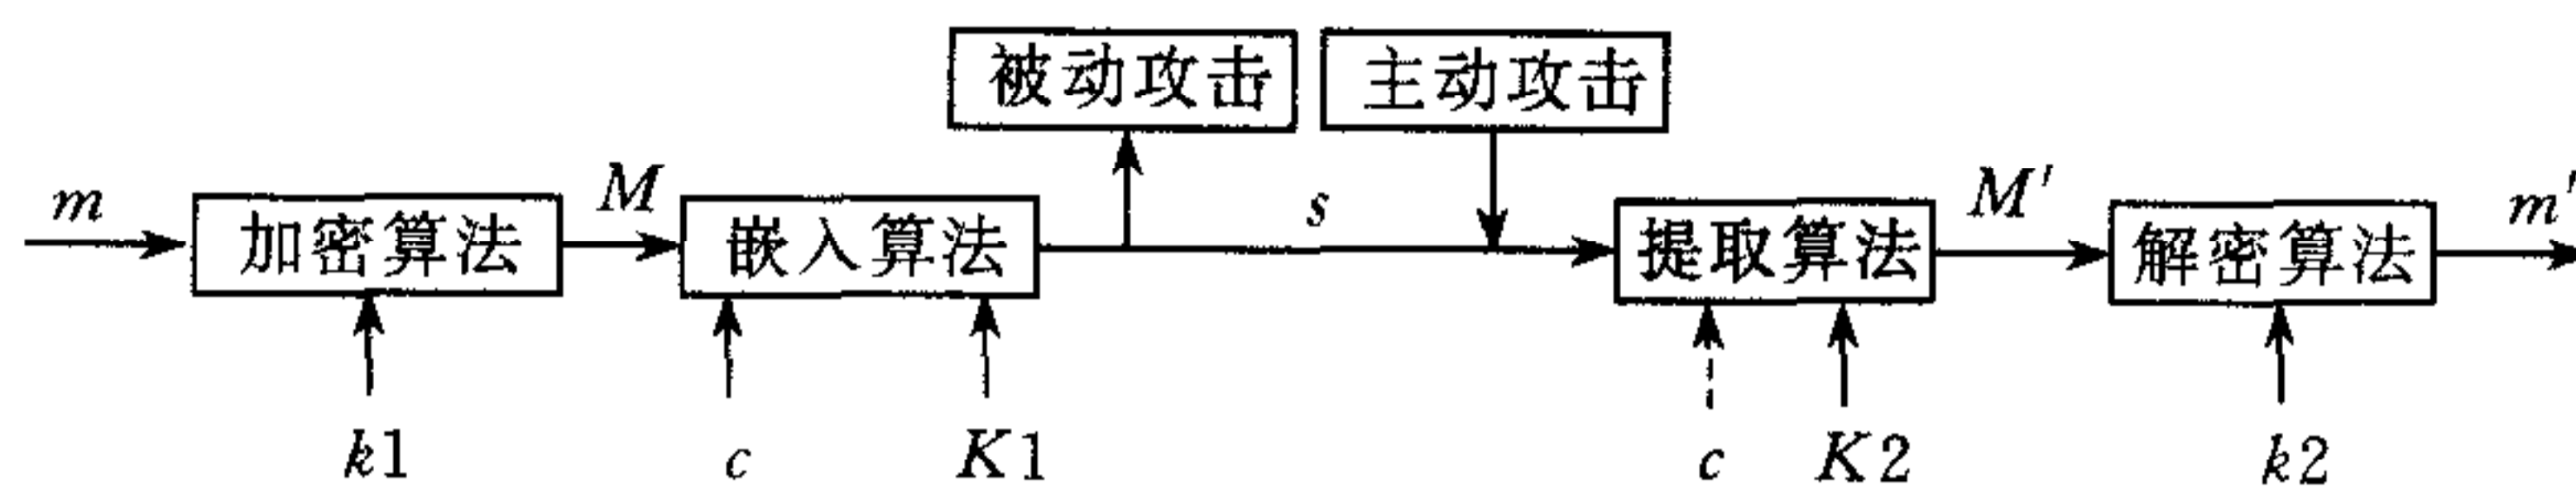 被动攻击 主动攻击
m 加密算法 M 嵌入算法 s 提取算法 M′ 解密算法 m′
k1 c K1 c K2 k2